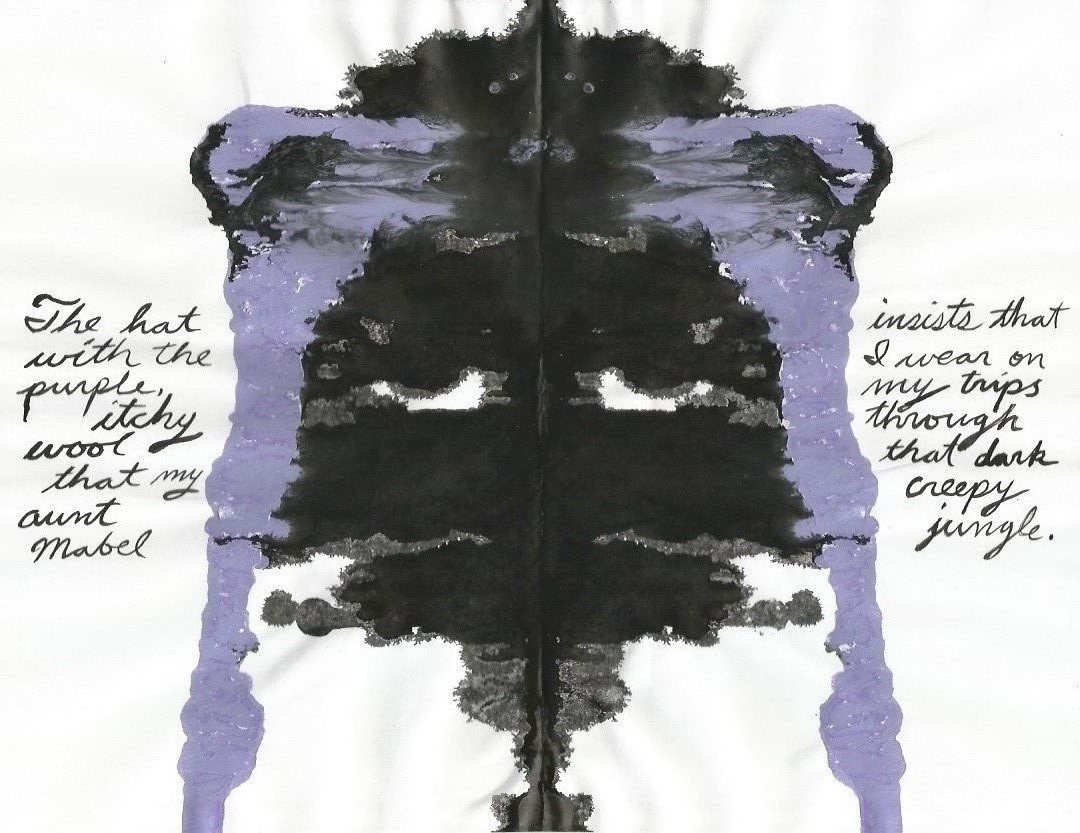 The hat
with the
purple,
itchy
wool
that my
aunt
Mabel
insists that
I wear on
my trips
through
that dark
creepy
jungle.